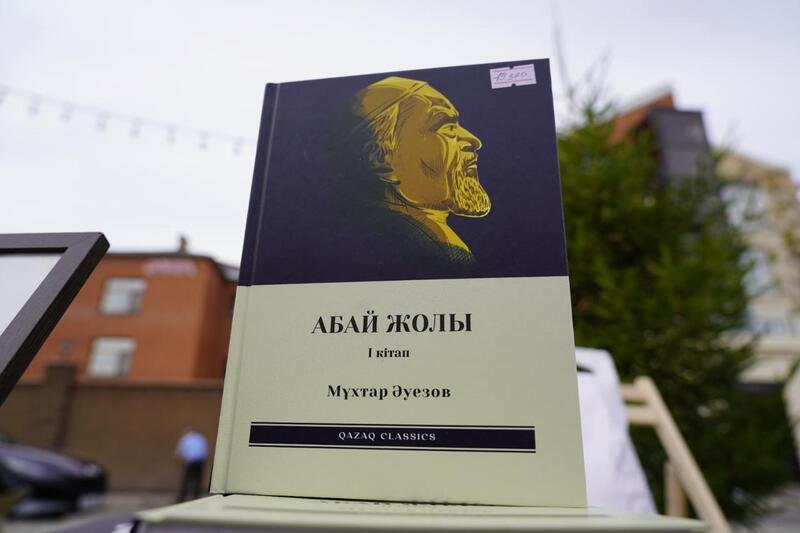 АБАЙ ЖОЛЫ
І кітап
Мұхтар Әуезов
QAZAQ CLASSICS